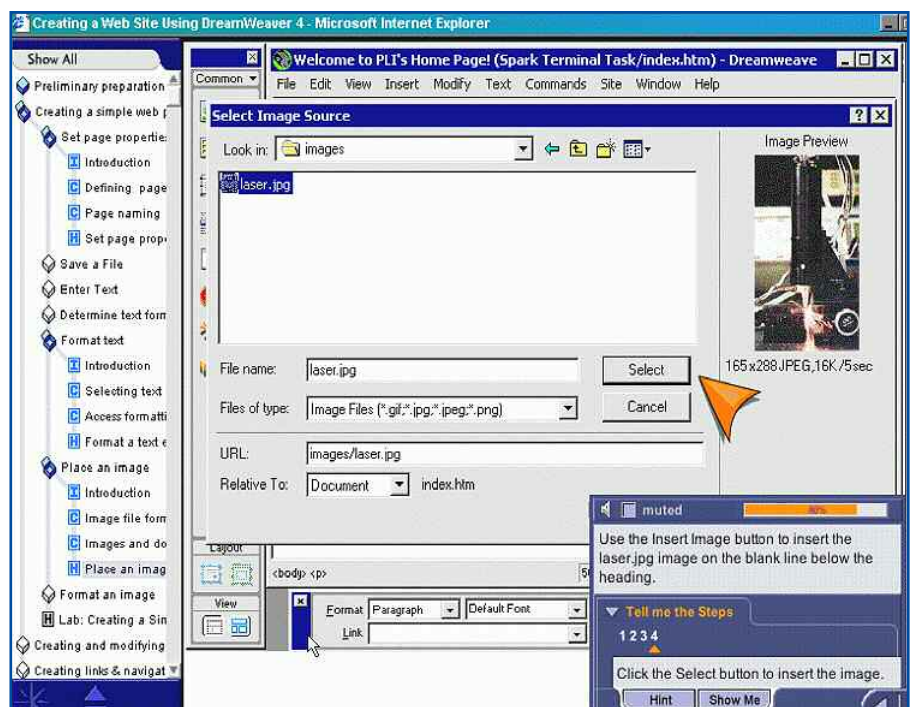 Creating a Web Site Using DreamWeaver 4 - Microsoft Internet Explorer
Show All
Preliminary preparation
Creating a simple web p
Set page propertie
Introduction
Defining page
Page naming
Set page prop
Save a File
Enter Text
Determine text form
Format text
Introduction
Selecting text
Access formatti
Format a text e
Place an image
Introduction
Image file form
Images and do
Place an imag
Format an image
Lab: Creating a Sin
Creating and modifying
Creating links & navigat
Common
Welcome to PLI's Home Page! (Spark Terminal Task/index.htm) - Dreamweave
File Edit View Insert Modify Text Commands Site Window Help
Select Image Source
Look in: images
laser.jpg
Image Preview
165x288 JPEG,16K /5sec
File name: laser.jpg
Select
Files of type: Image Files (*.gif;*.jpg;*.jpeg;*.png)
Cancel
URL: images/laser.jpg
Relative To: Document index.htm
Layout
<body> <p>
View
Format Paragraph Default Font
Link
muted
Use the Insert Image button to insert the
laser.jpg image on the blank line below the
heading.
Tell me the Steps
1 2 3 4
Click the Select button to insert the image.
Hint Show Me